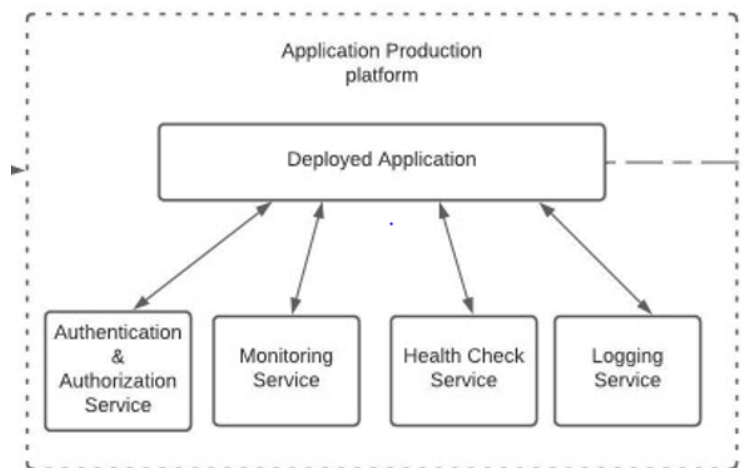 Application Production
platform
Deployed Application
Authentication
&
Authorization
Service
Monitoring
Service
Health Check
Service
Logging
Service